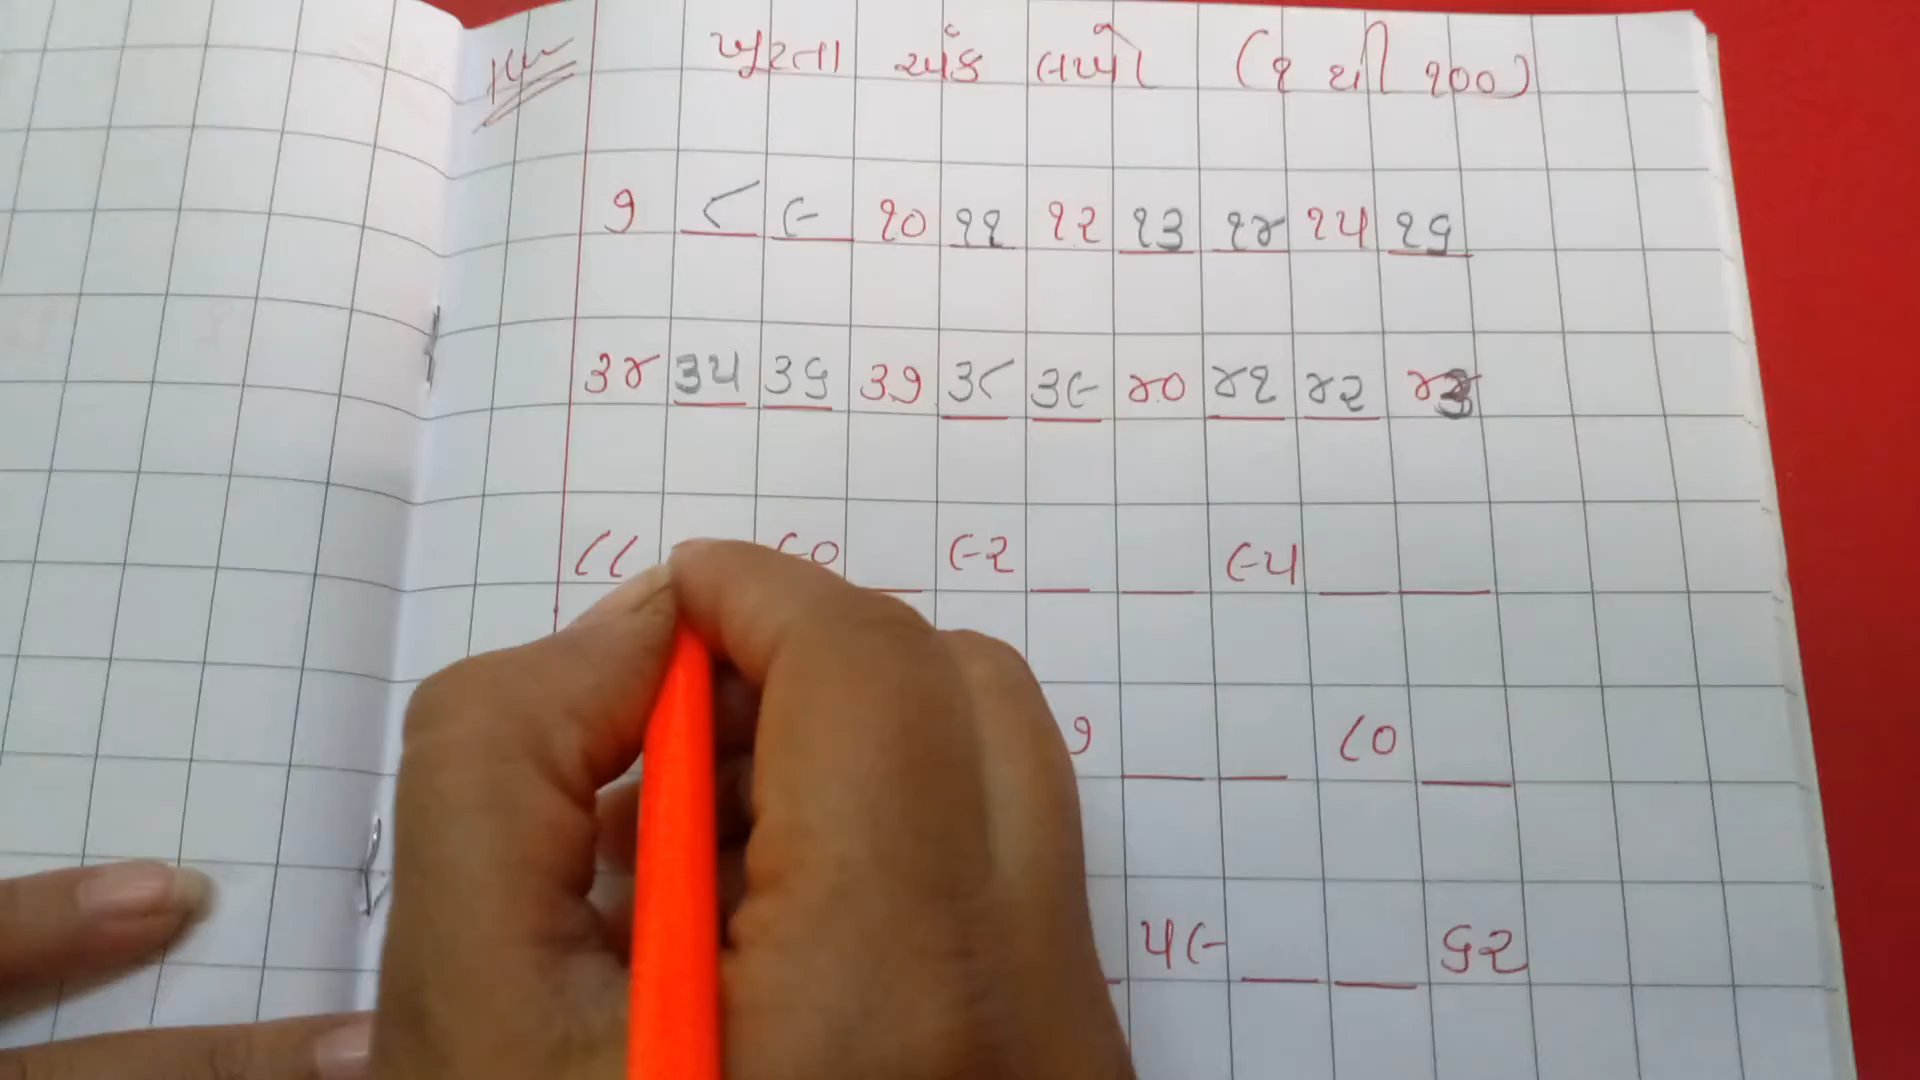 ખુટતા અંક લખો (૧ થી ૧૦૦)
૭ ૮ ૯ ૧૦ ૧૧ ૧૨ ૧૩ ૧૪ ૧૫ ૧૬
૩૪ ૩૫ ૩૬ ૩૭ ૩૮ ૩૯ ૪૦ ૪૧ ૪૨ ૪૩
૮૮ ૯૦ _ ૯૨ _ _ ૯૫ _ _
૭ _ _ ૮૦ _
_ ૫૯ _ _ ૬૨